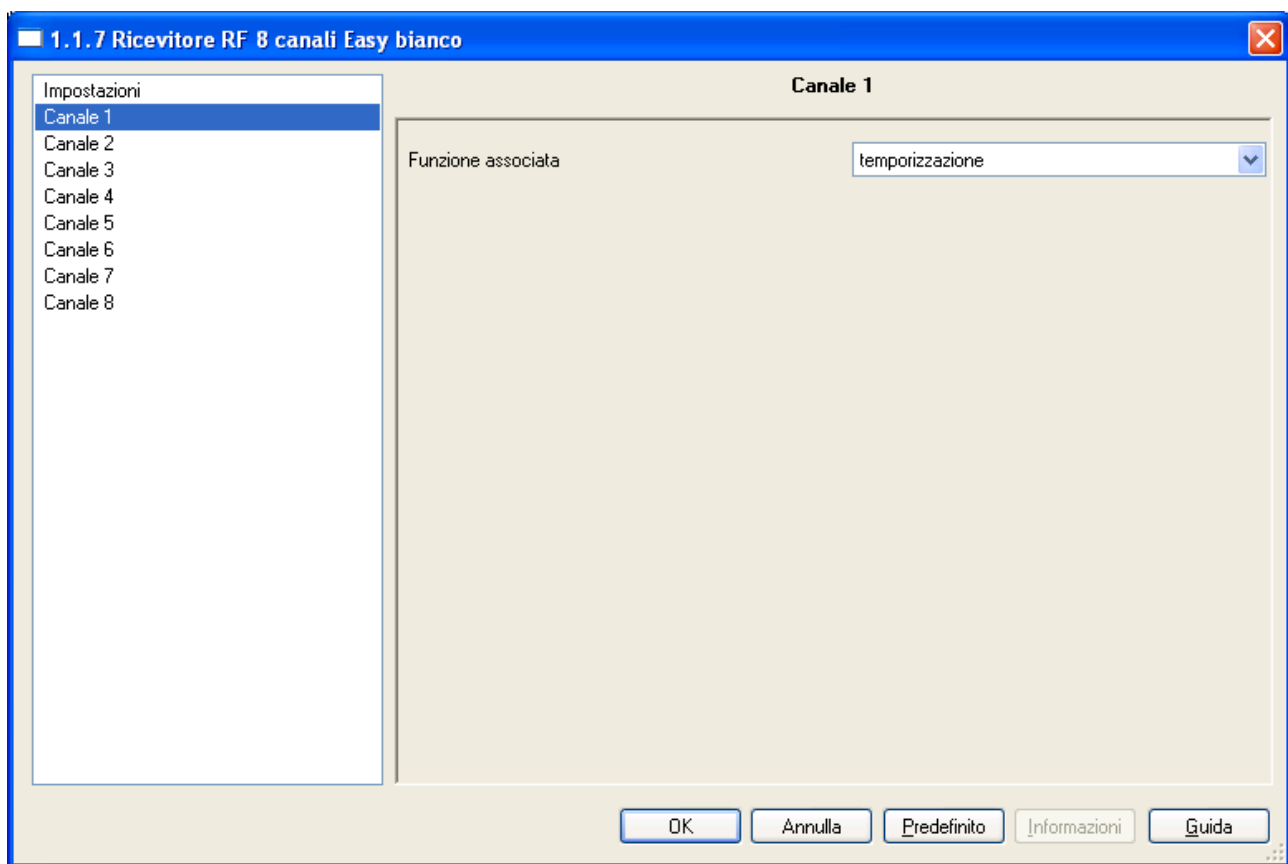 1.1.7 Ricevitore RF 8 canali Easy bianco
Impostazioni
Canale 1
Canale 2
Canale 3
Canale 4
Canale 5
Canale 6
Canale 7
Canale 8
Canale 1
Funzione associata
temporizzazione
OK
Annulla
Predefinito
Informazioni
Guida